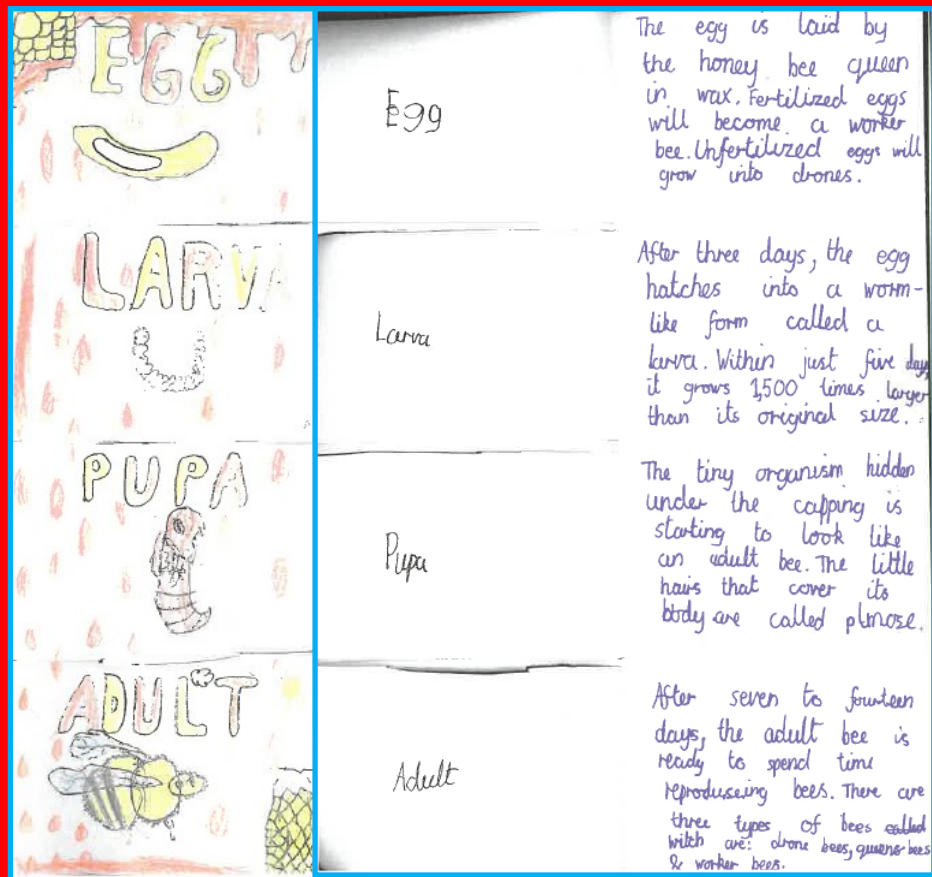 EGG
Egg
The egg is laid by
the honey bee queen
in wax. Fertilized eggs
will become a worker
bee. Unfertilized eggs will
grow into drones.
LARVA
Larva
After three days, the egg
hatches into a worm-
like form called a
larva. Within just five days
it grows 1,500 times larger
than its original size.
PUPA
Pupa
The tiny organism hidden
under the capping is
starting to look like
an adult bee. The little
hairs that cover its
body are called plmose.
ADULT
Adult
After seven to fourteen
days, the adult bee is
ready to spend time
reproduseing bees. There are
three types of bees called
witch are: drone bees, queens bees
& worker bees.